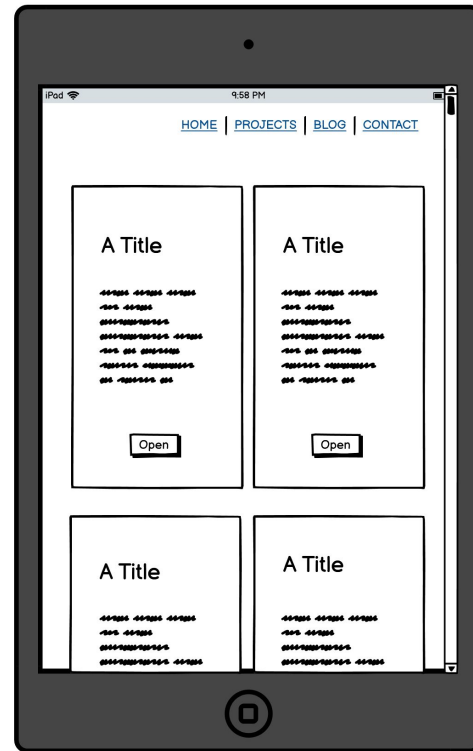 iPad 9:58 PM
HOME | PROJECTS | BLOG | CONTACT
A Title A Title
Open Open
A Title A Title